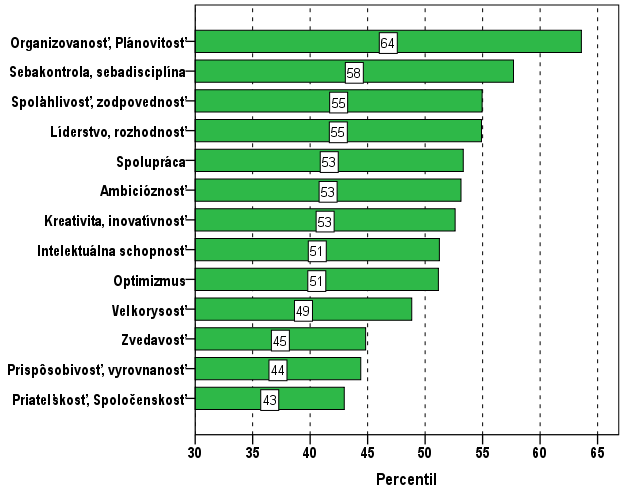 Organizovanosť, Plánovitosť 64
Sebakontrola, sebadisciplína 58
Spoľahlivosť, zodpovednosť 55
Líderstvo, rozhodnosť 55
Spolupráca 53
Ambicióznosť 53
Kreativita, inovatívnosť 53
Intelektuálna schopnosť 51
Optimizmus 51
Veľkorysosť 49
Zvedavosť 45
Prispôsobivosť, vyrovnanosť 44
Priateľskosť, Spoločenskosť 43
30 35 40 45 50 55 60 65
Percentil